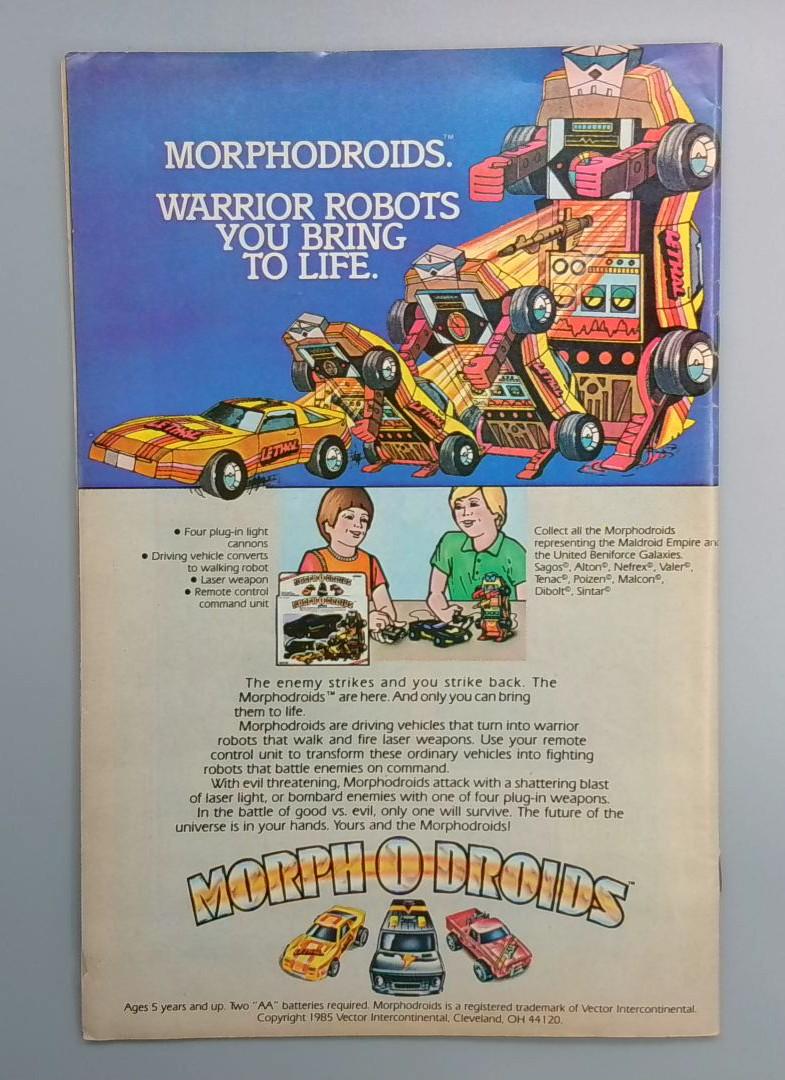 MORPHODROIDS.™
WARRIOR ROBOTS
YOU BRING
TO LIFE.
LETHAL
LETHAL
LETHAL
LETHAL
LETHAL
• Four plug-in light
cannons
• Driving vehicle converts
to walking robot
• Laser weapon
• Remote control
command unit
MORPH-O-DROIDS
MORPH-O-DROIDS
Collect all the Morphodroids
representing the Maldroid Empire and
the United Beniforce Galaxies.
Sagos©, Alton©, Nefrex©, Valer©,
Tenac©, Poizen©, Malcon©,
Dibolt©, Sintar©
The enemy strikes and you strike back. The
Morphodroids™ are here. And only you can bring
them to life.
Morphodroids are driving vehicles that turn into warrior
robots that walk and fire laser weapons. Use your remote
control unit to transform these ordinary vehicles into fighting
robots that battle enemies on command.
With evil threatening, Morphodroids attack with a shattering blast
of laser light, or bombard enemies with one of four plug-in weapons.
In the battle of good vs. evil, only one will survive. The future of the
universe is in your hands. Yours and the Morphodroids!
MORPH-O-DROIDS™
LETHAL
Ages 5 years and up. Two "AA" batteries required. Morphodroids is a registered trademark of Vector Intercontinental.
Copyright 1985 Vector Intercontinental, Cleveland, OH 44120.